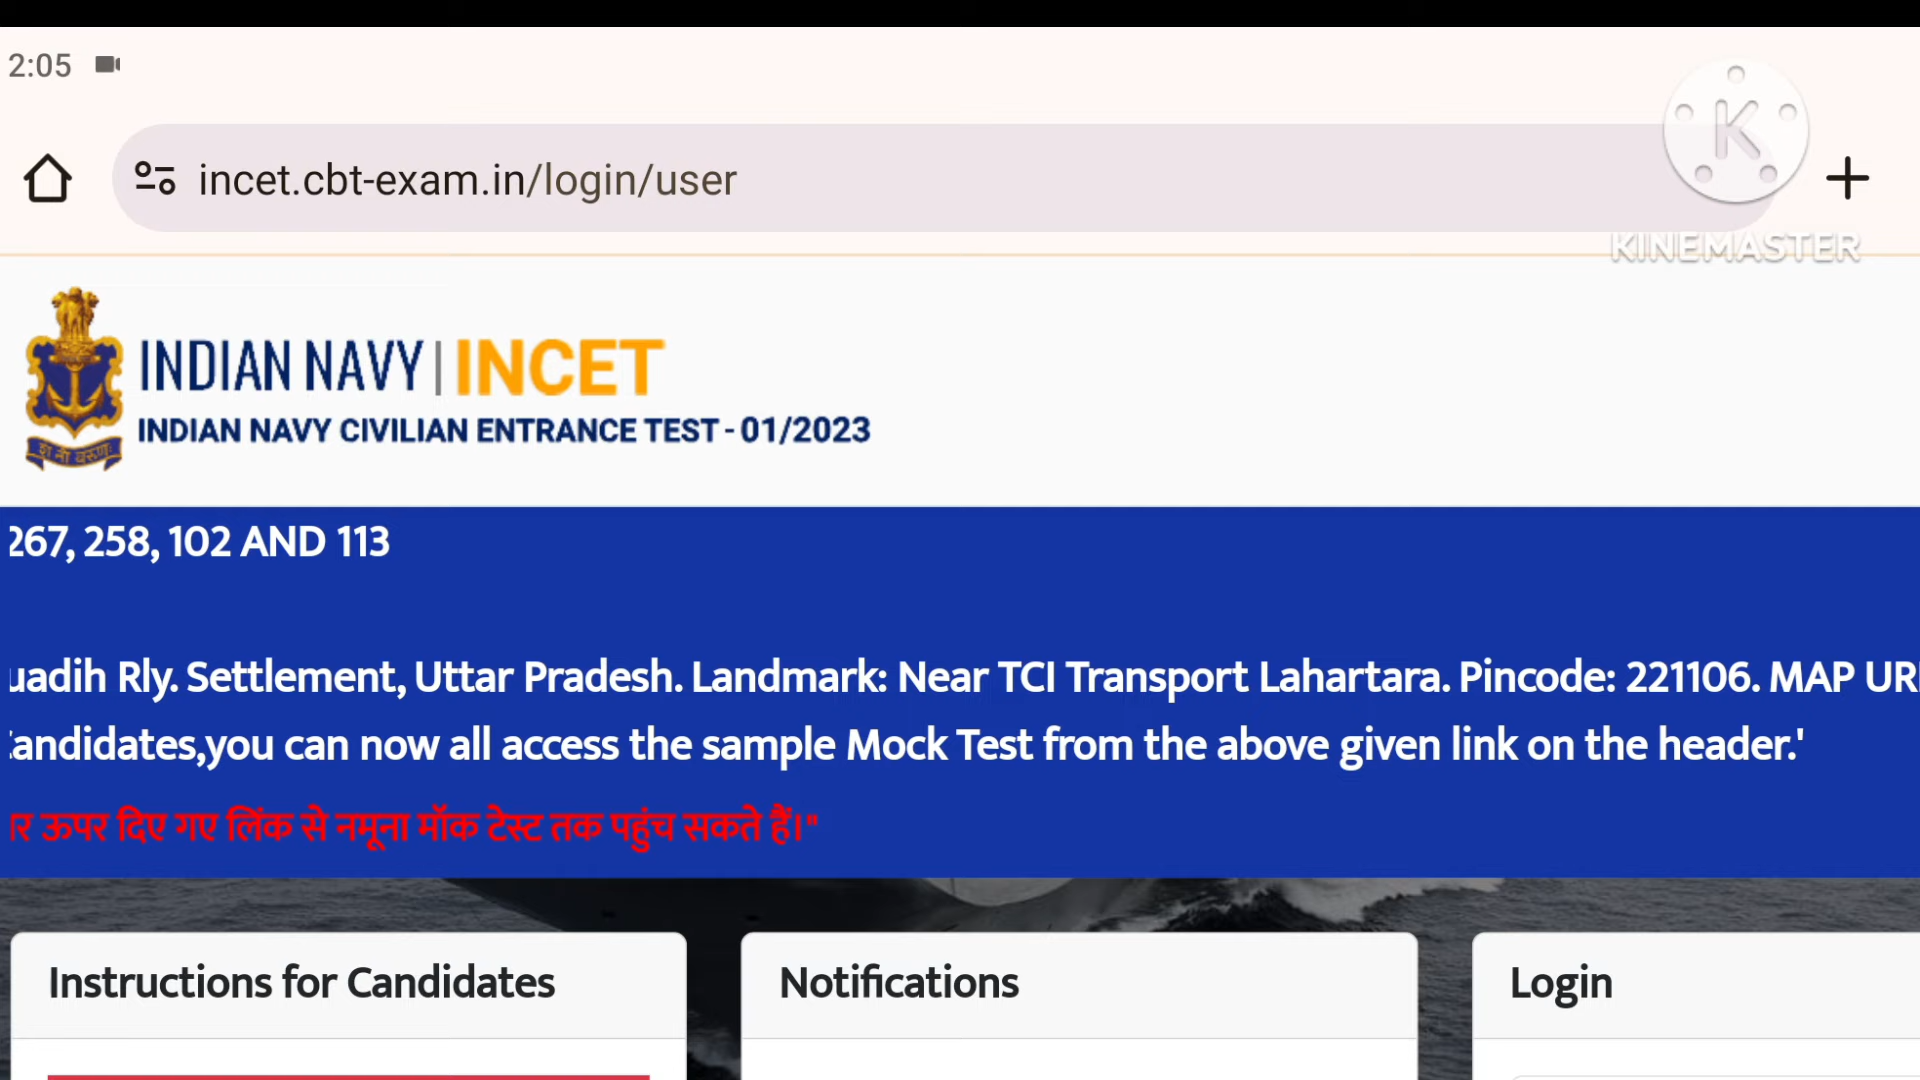 2:05
incet.cbt-exam.in/login/user
KINEMASTER
INDIAN NAVY | INCET
INDIAN NAVY CIVILIAN ENTRANCE TEST - 01/2023
267, 258, 102 AND 113
uadih Rly. Settlement, Uttar Pradesh. Landmark: Near TCI Transport Lahartara. Pincode: 221106. MAP UR
andidates,you can now all access the sample Mock Test from the above given link on the header.'
र ऊपर दिए गए लिंक से नमूना मॉक टेस्ट तक पहुंच सकते हैं।"
Instructions for Candidates
Notifications
Login